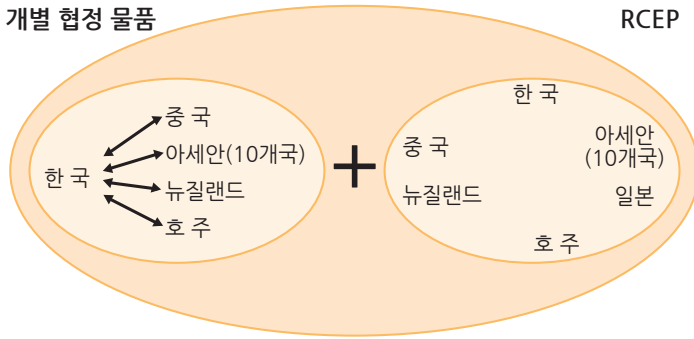 개별 협정 물품
RCEP
한 국
중 국
아세안(10개국)
뉴질랜드
호 주
+
한 국
중 국
아세안
(10개국)
뉴질랜드
일본
호 주